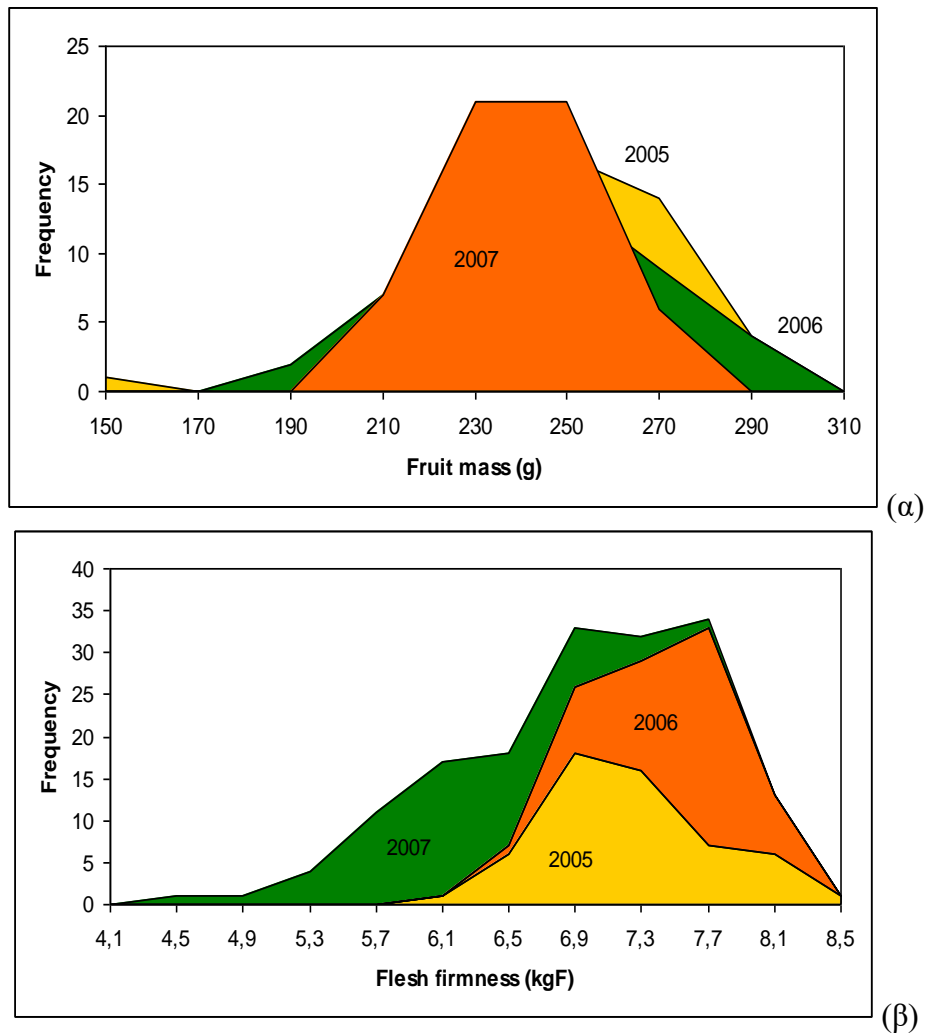 25
20
15
10
5
0
Frequency
2005
2007
2006
150 170 190 210 230 250 270 290 310
Fruit mass (g)
(α)
40
35
30
25
20
15
10
5
0
Frequency
2006
2007
2005
4,1 4,5 4,9 5,3 5,7 6,1 6,5 6,9 7,3 7,7 8,1 8,5
Flesh firmness (kgF)
(β)